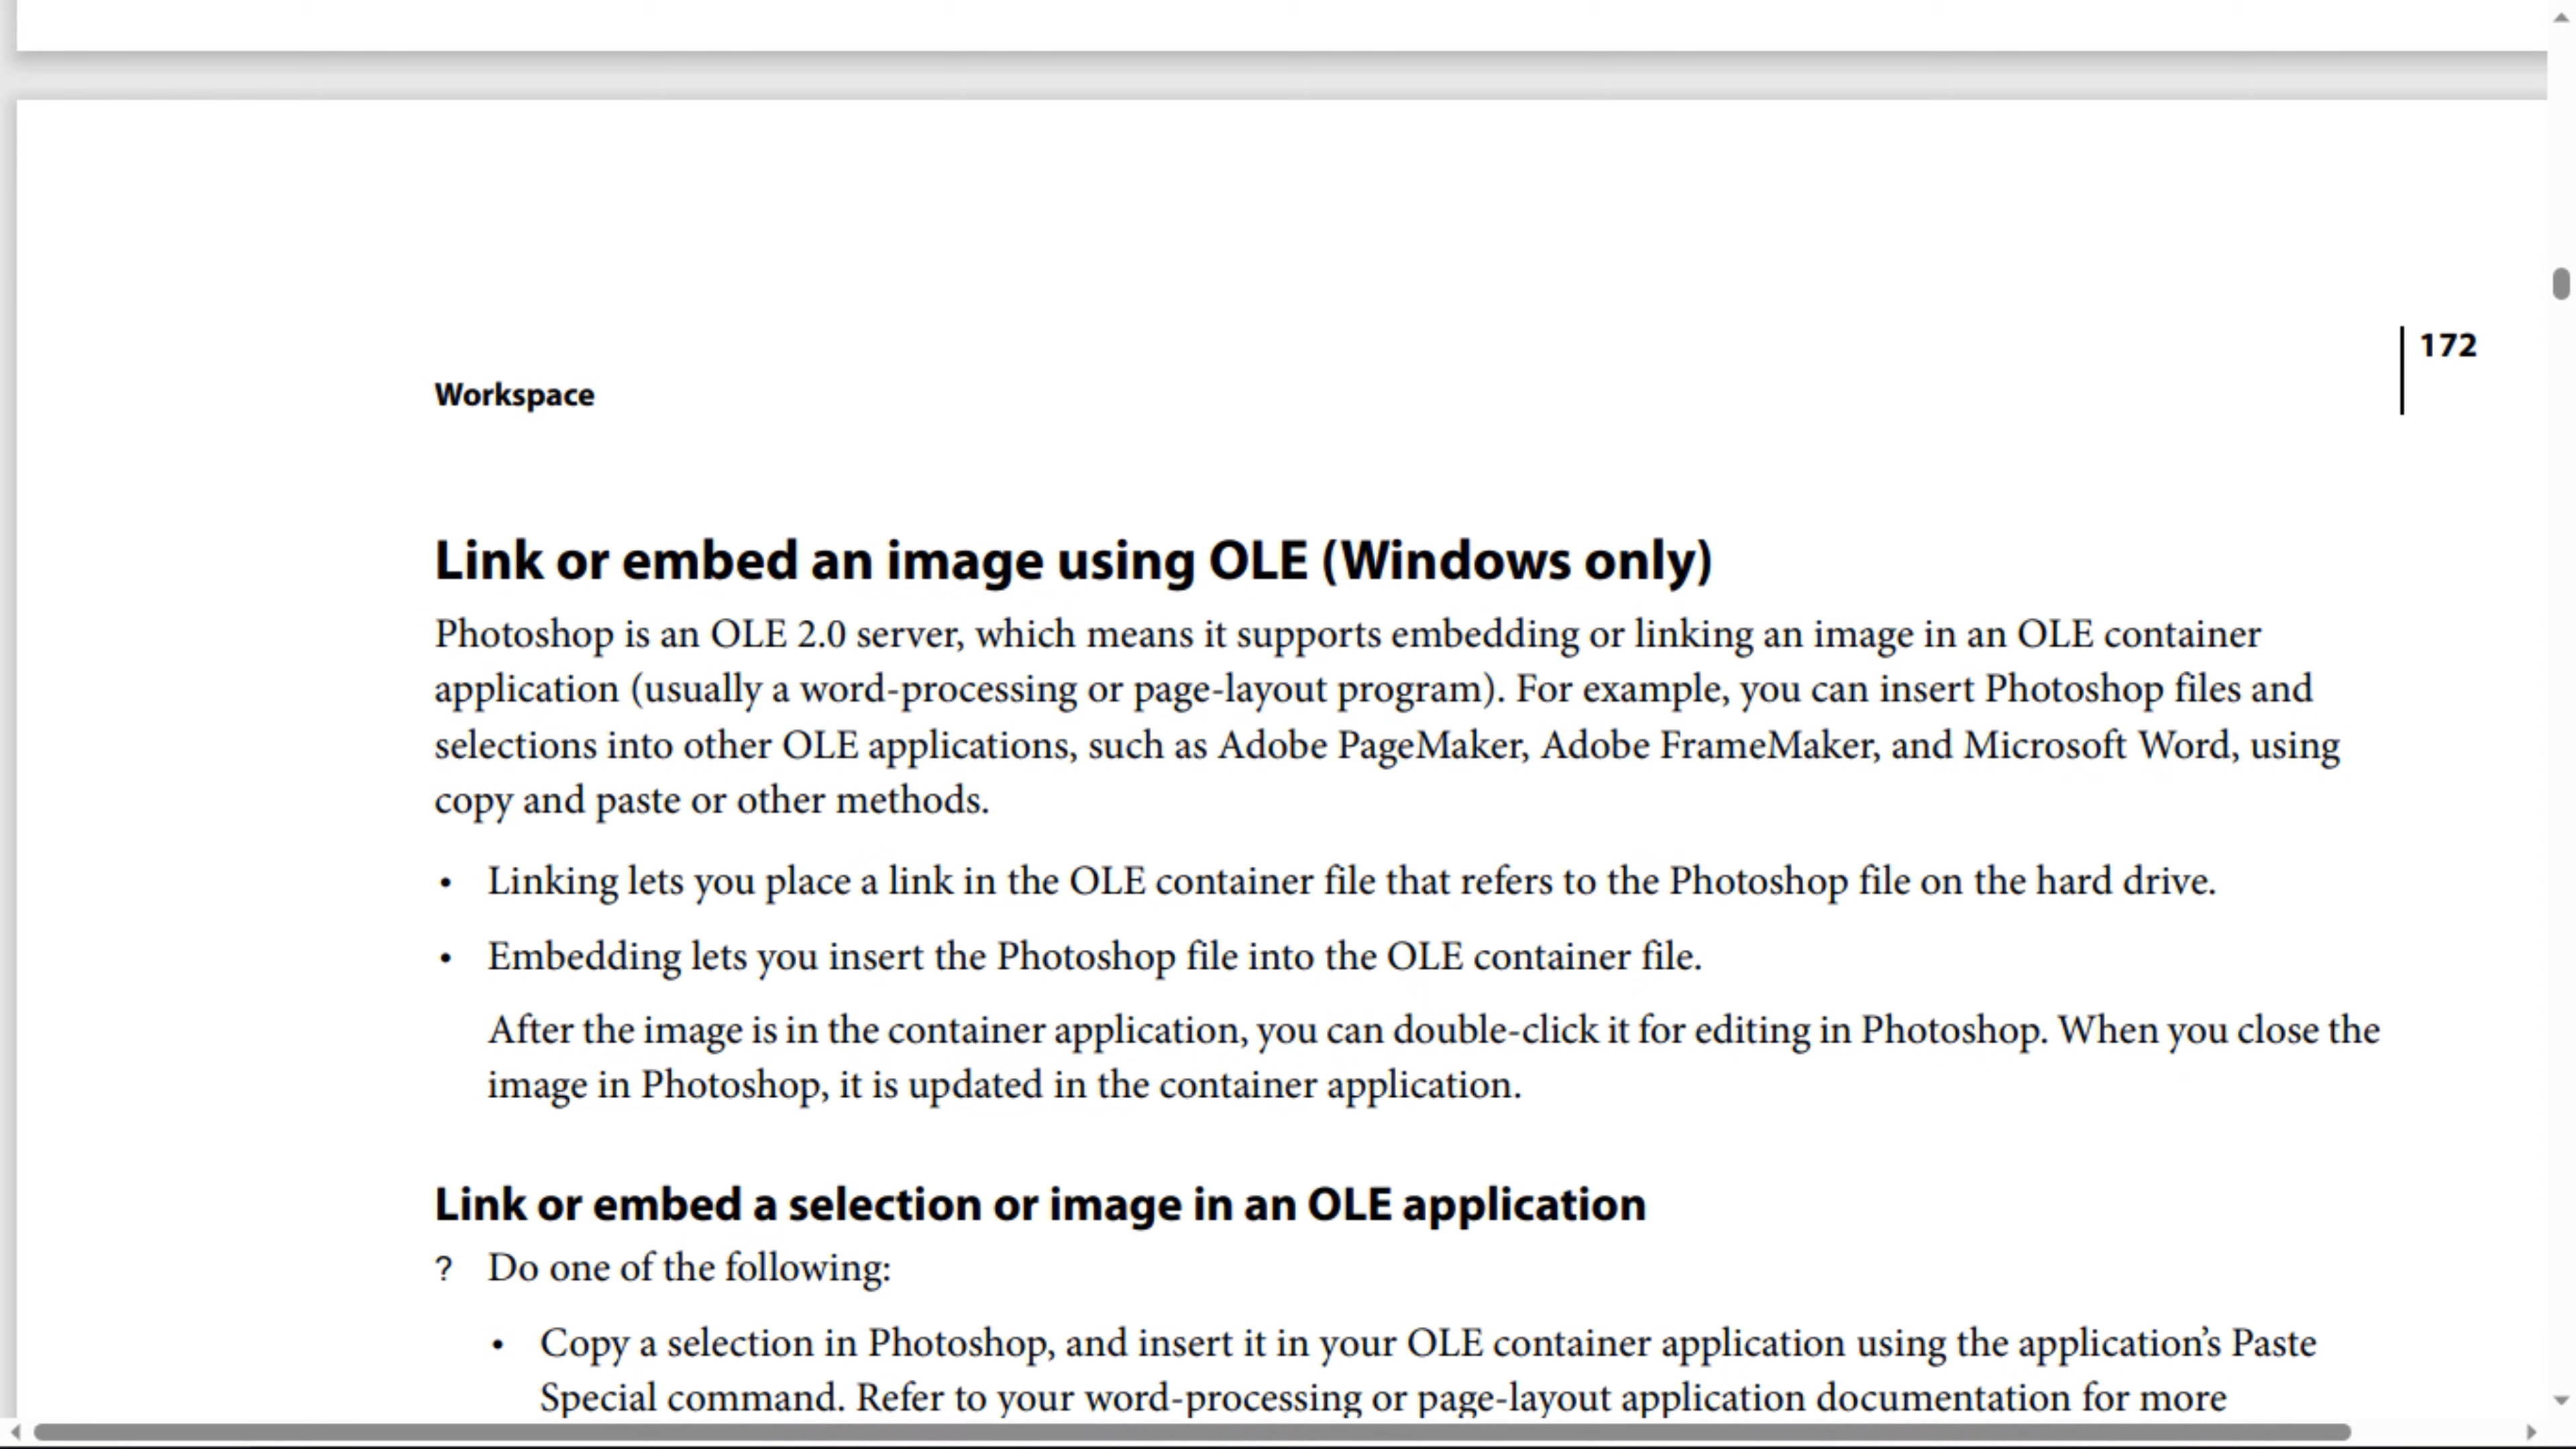 172
Workspace
Link or embed an image using OLE (Windows only)
Photoshop is an OLE 2.0 server, which means it supports embedding or linking an image in an OLE container
application (usually a word-processing or page-layout program). For example, you can insert Photoshop files and
selections into other OLE applications, such as Adobe PageMaker, Adobe FrameMaker, and Microsoft Word, using
copy and paste or other methods.
• Linking lets you place a link in the OLE container file that refers to the Photoshop file on the hard drive.
• Embedding lets you insert the Photoshop file into the OLE container file.
After the image is in the container application, you can double-click it for editing in Photoshop. When you close the
image in Photoshop, it is updated in the container application.
Link or embed a selection or image in an OLE application
? Do one of the following:
• Copy a selection in Photoshop, and insert it in your OLE container application using the application’s Paste
Special command. Refer to your word-processing or page-layout application documentation for more